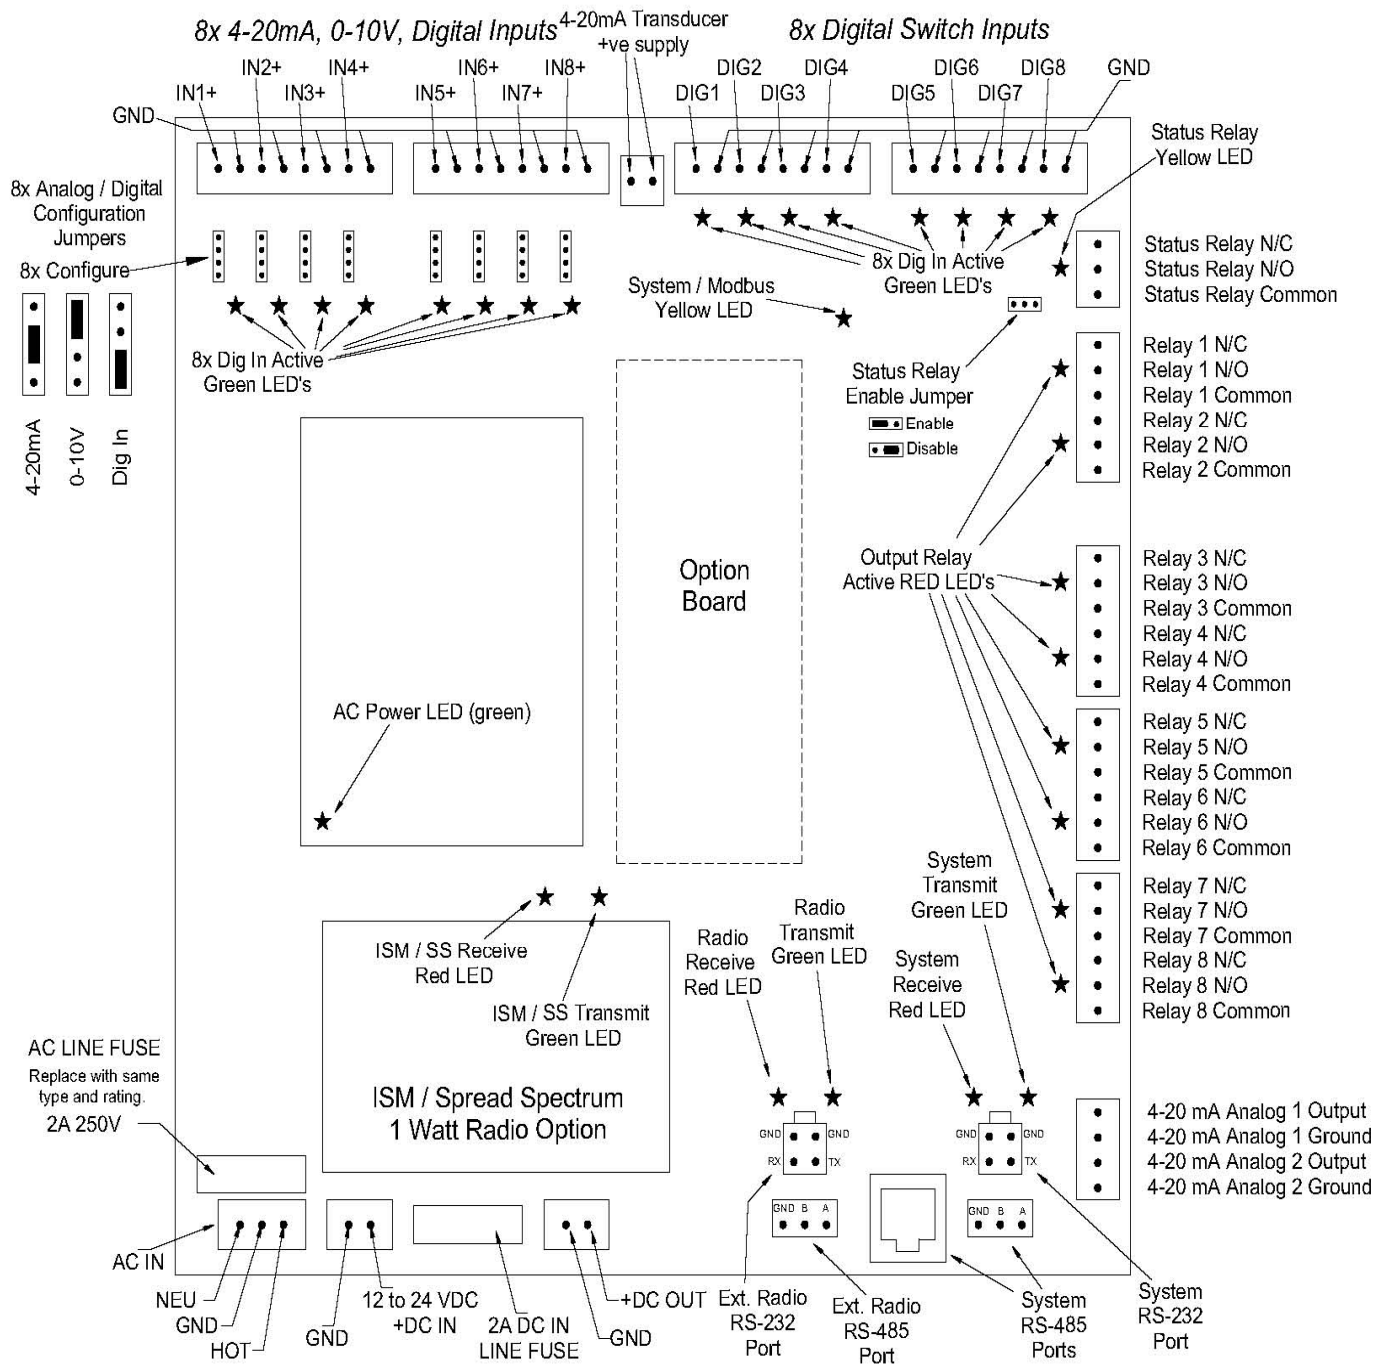 8x 4-20mA, 0-10V, Digital Inputs
4-20mA Transducer
+ve supply
8x Digital Switch Inputs
IN1+
IN2+
IN3+
IN4+
IN5+
IN6+
IN7+
IN8+
GND
DIG1
DIG2
DIG3
DIG4
DIG5
DIG6
DIG7
DIG8
GND
Status Relay
Yellow LED
8x Analog / Digital
Configuration
Jumpers
8x Configure
4-20mA
0-10V
Dig In
8x Dig In Active
Green LED's
System / Modbus
Yellow LED
8x Dig In Active
Green LED's
Status Relay
Enable Jumper
Enable
Disable
Status Relay N/C
Status Relay N/O
Status Relay Common
Relay 1 N/C
Relay 1 N/O
Relay 1 Common
Relay 2 N/C
Relay 2 N/O
Relay 2 Common
Output Relay
Active RED LED's
Relay 3 N/C
Relay 3 N/O
Relay 3 Common
Relay 4 N/C
Relay 4 N/O
Relay 4 Common
Option
Board
AC Power LED (green)
Relay 5 N/C
Relay 5 N/O
Relay 5 Common
Relay 6 N/C
Relay 6 N/O
Relay 6 Common
Relay 7 N/C
Relay 7 N/O
Relay 7 Common
Relay 8 N/C
Relay 8 N/O
Relay 8 Common
ISM / SS Receive
Red LED
ISM / SS Transmit
Green LED
Radio
Receive
Red LED
Radio
Transmit
Green LED
System
Receive
Red LED
System
Transmit
Green LED
AC LINE FUSE
Replace with same
type and rating.
2A 250V
ISM / Spread Spectrum
1 Watt Radio Option
GND
GND
RX
TX
GND
GND
RX
TX
4-20 mA Analog 1 Output
4-20 mA Analog 1 Ground
4-20 mA Analog 2 Output
4-20 mA Analog 2 Ground
GND B A
GND B A
AC IN
NEU
GND
HOT
GND
12 to 24 VDC
+DC IN
2A DC IN
LINE FUSE
+DC OUT
GND
Ext. Radio
RS-232
Port
Ext. Radio
RS-485
Port
System
RS-485
Ports
System
RS-232
Port